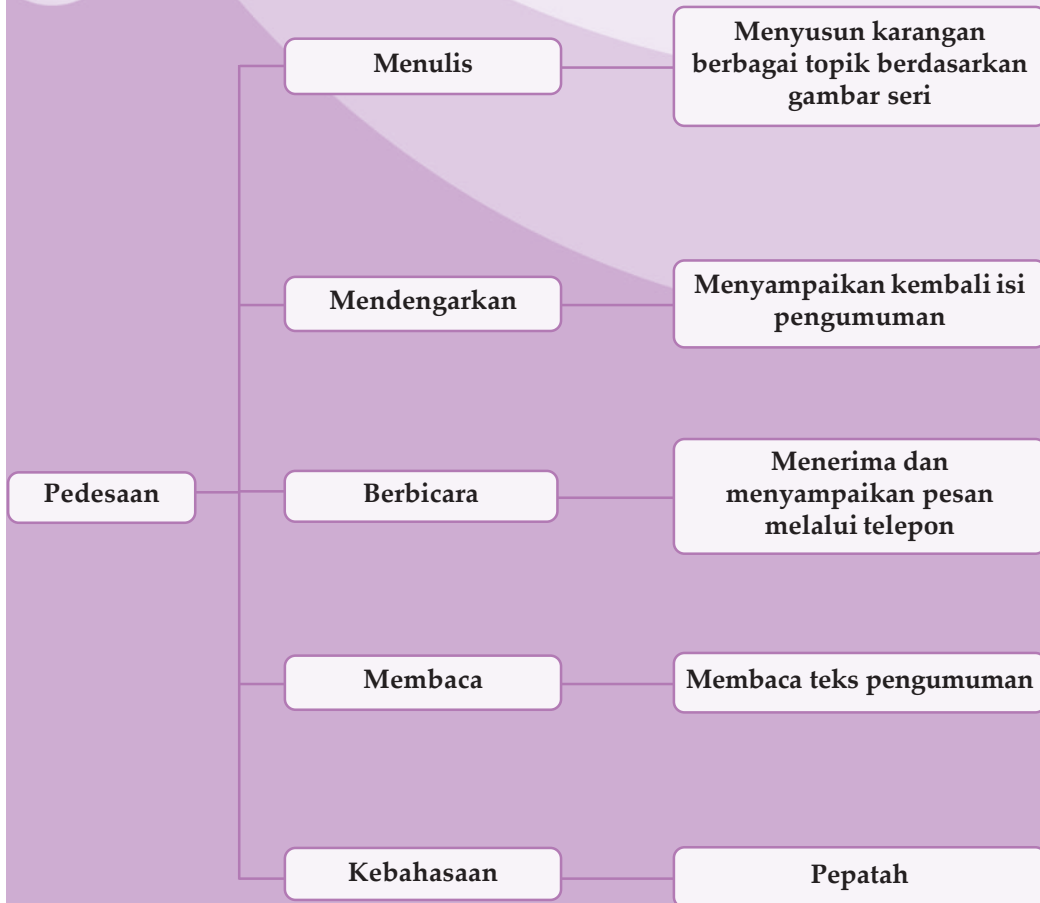 Menulis
Menyusun karangan
berbagai topik berdasarkan
gambar seri
Mendengarkan
Menyampaikan kembali isi
pengumuman
Pedesaan
Berbicara
Menerima dan
menyampaikan pesan
melalui telepon
Membaca
Membaca teks pengumuman
Kebahasaan
Pepatah